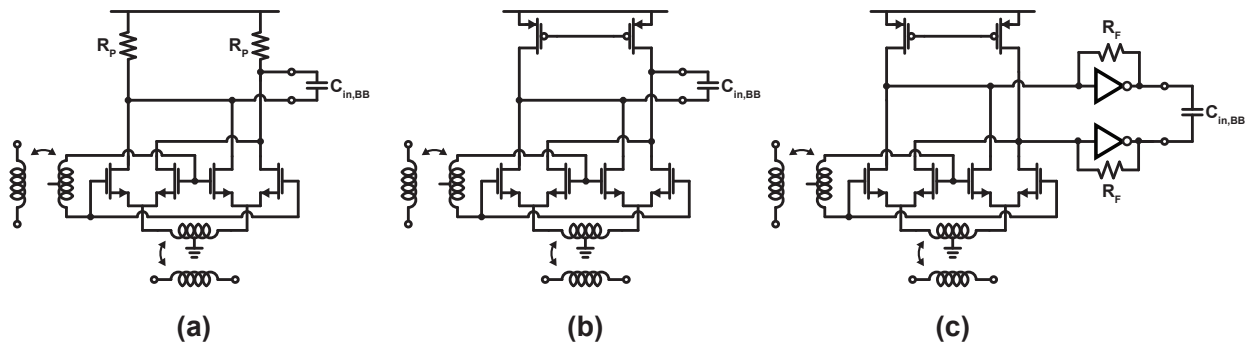 R_P R_P
C_in,BB
(a)
C_in,BB
(b)
R_F
C_in,BB
R_F
(c)